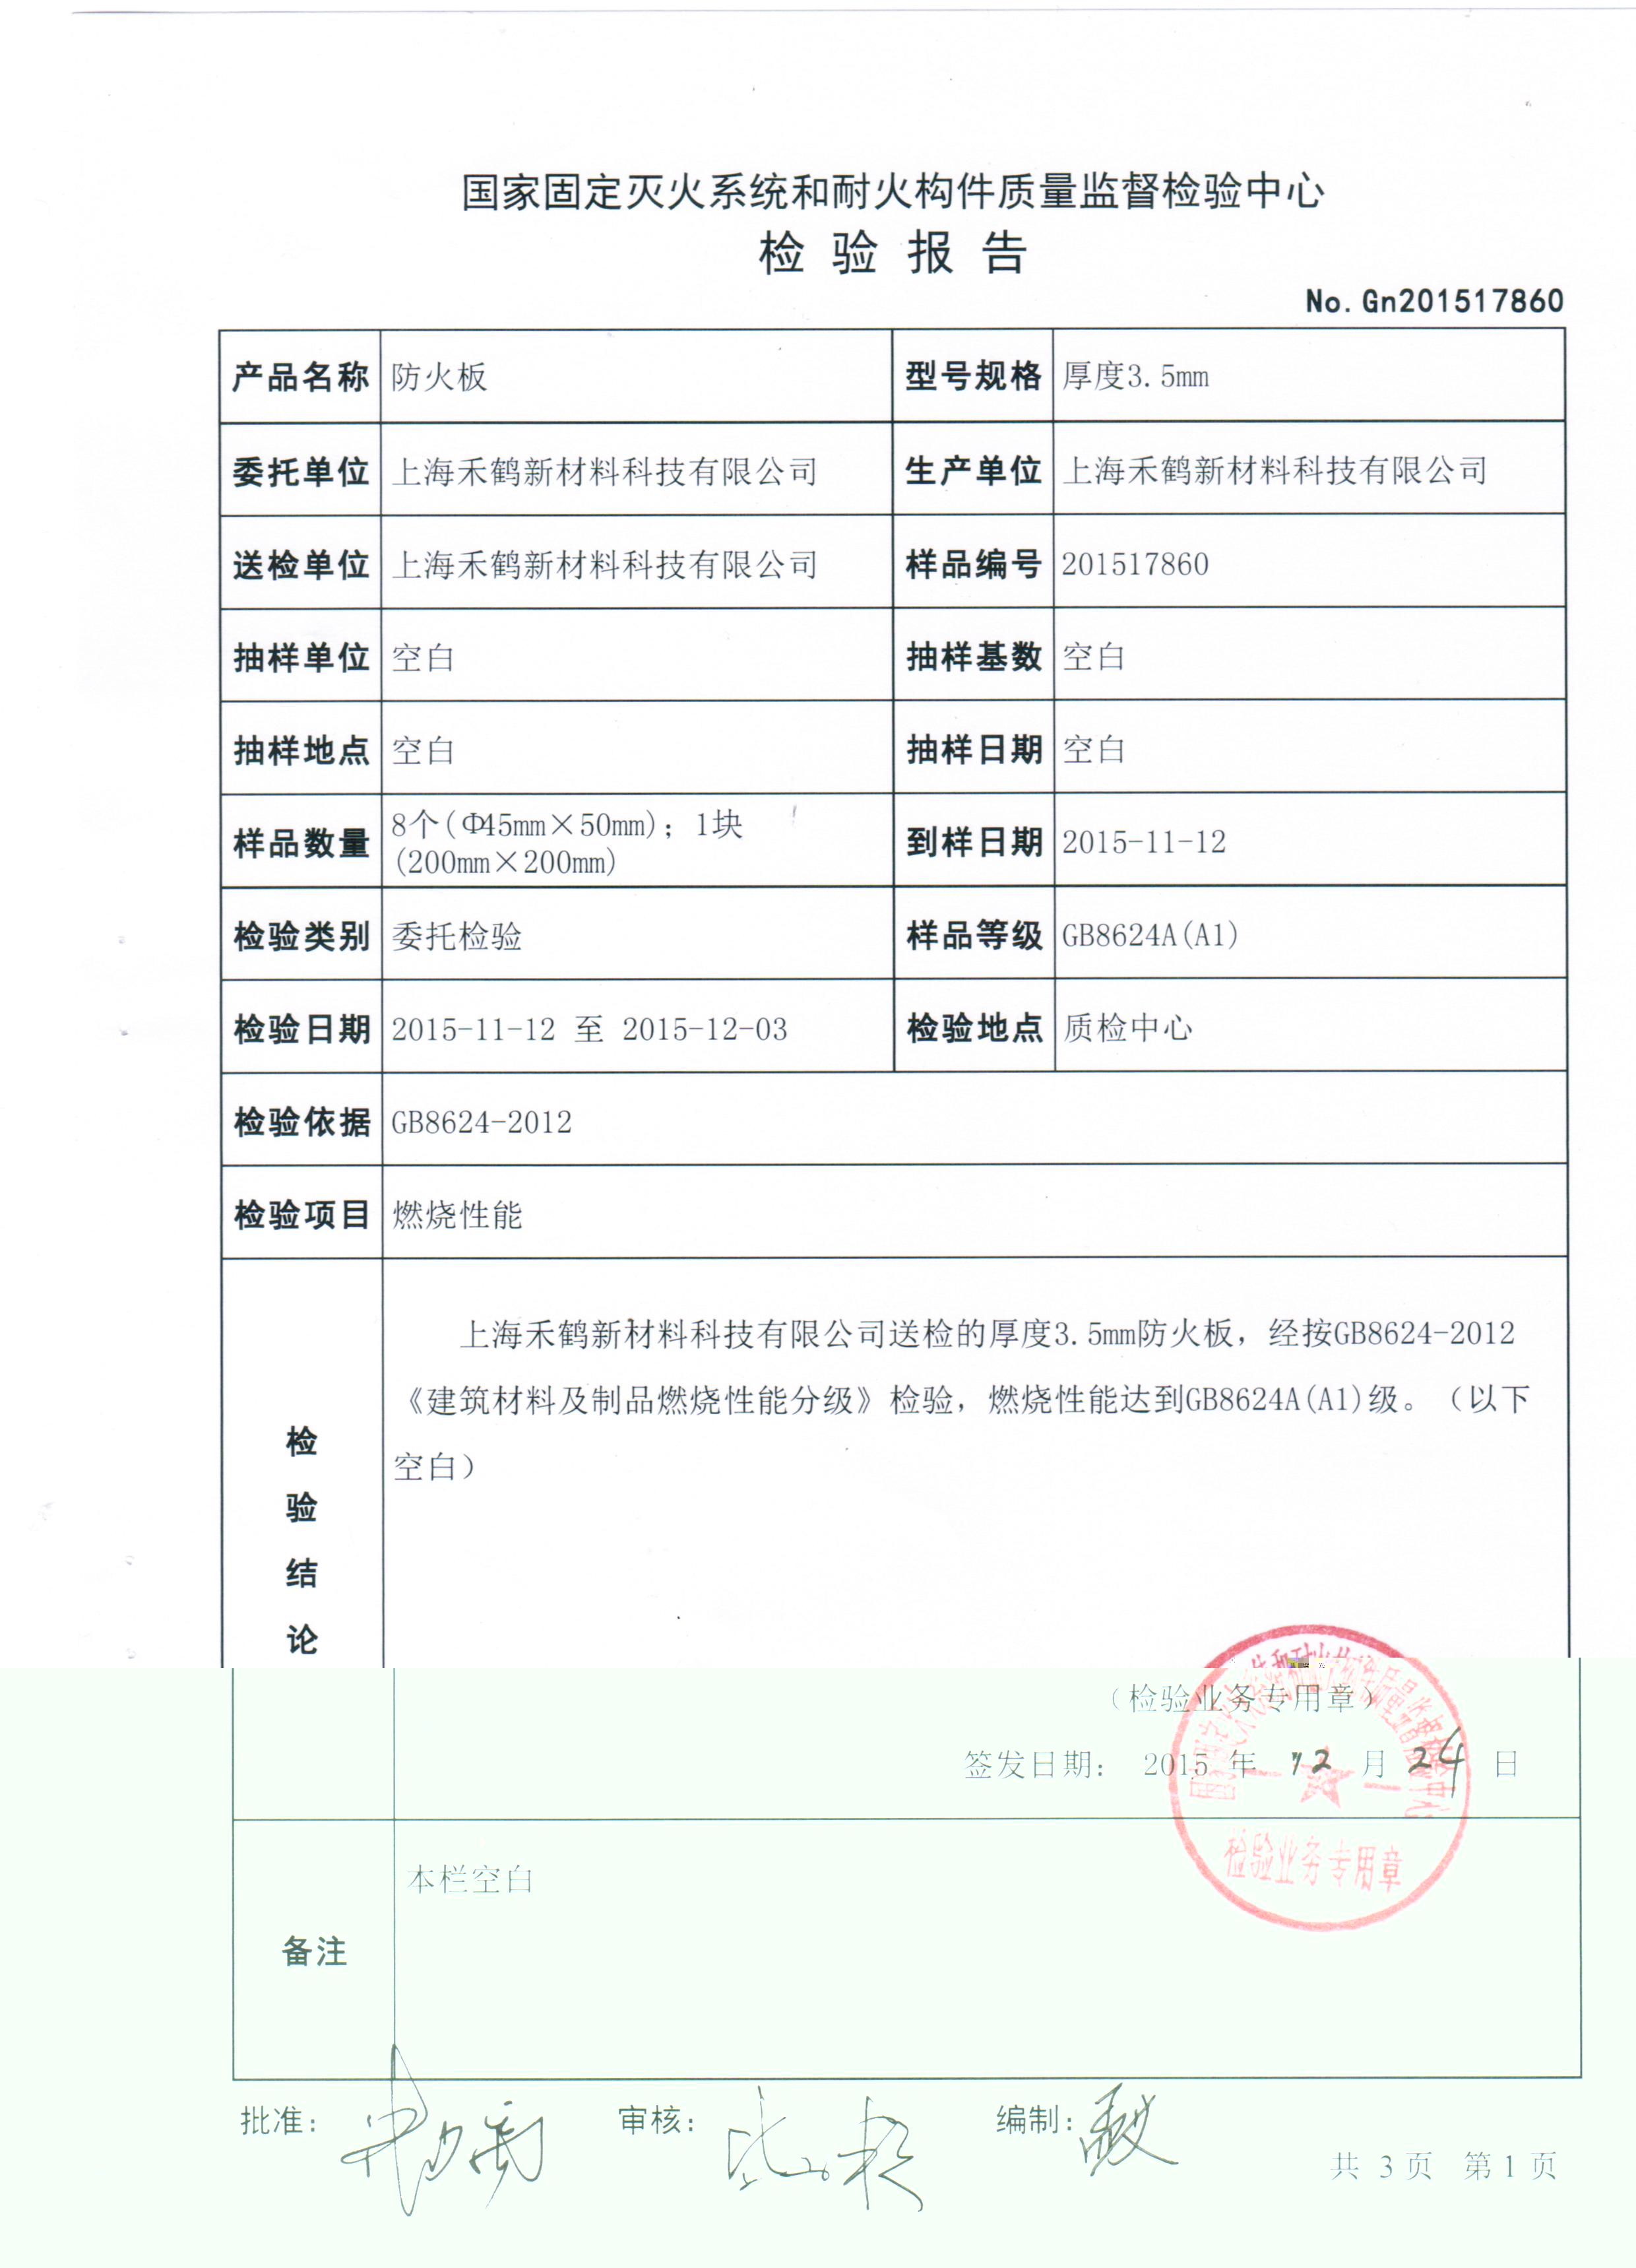 国家固定灭火系统和耐火构件质量监督检验中心
检验报告
No.Gn201517860
产品名称 防火板 型号规格 厚度3.5mm
委托单位 上海禾鹤新材料科技有限公司 生产单位 上海禾鹤新材料科技有限公司
送检单位 上海禾鹤新材料科技有限公司 样品编号 201517860
抽样单位 空白 抽样基数 空白
抽样地点 空白 抽样日期 空白
样品数量 8个(Φ45mm×50mm)；1块
(200mm×200mm) 到样日期 2015-11-12
检验类别 委托检验 样品等级 GB8624A(A1)
检验日期 2015-11-12 至 2015-12-03 检验地点 质检中心
检验依据 GB8624-2012
检验项目 燃烧性能
检验结论
上海禾鹤新材料科技有限公司送检的厚度3.5mm防火板，经按GB8624-2012
《建筑材料及制品燃烧性能分级》检验，燃烧性能达到GB8624A(A1)级。（以下
空白）
（检验业务专用章）
签发日期： 2015 年 12 月 24 日
检验业务专用章
备注 本栏空白
批准： 审核： 编制：
共 3 页 第 1 页